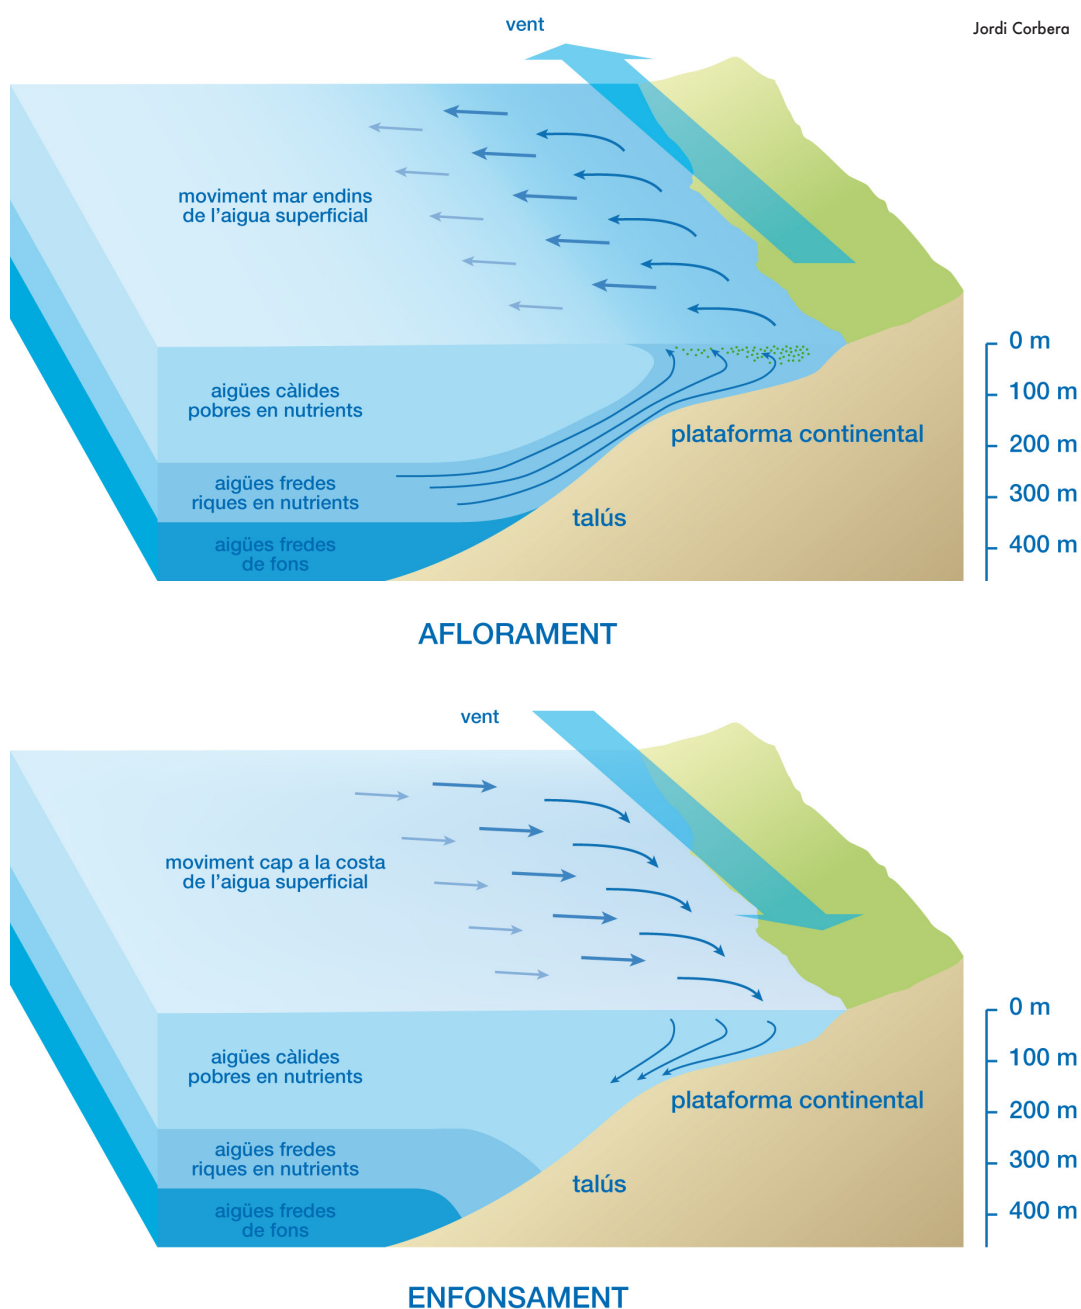 vent
Jordi Corbera
moviment mar endins
de l'aigua superficial
aigües càlides
pobres en nutrients
aigües fredes
riques en nutrients
aigües fredes
de fons
plataforma continental
talús
0 m
100 m
200 m
300 m
400 m
AFLORAMENT
vent
moviment cap a la costa
de l'aigua superficial
aigües càlides
pobres en nutrients
aigües fredes
riques en nutrients
aigües fredes
de fons
plataforma continental
talús
0 m
100 m
200 m
300 m
400 m
ENFONSAMENT